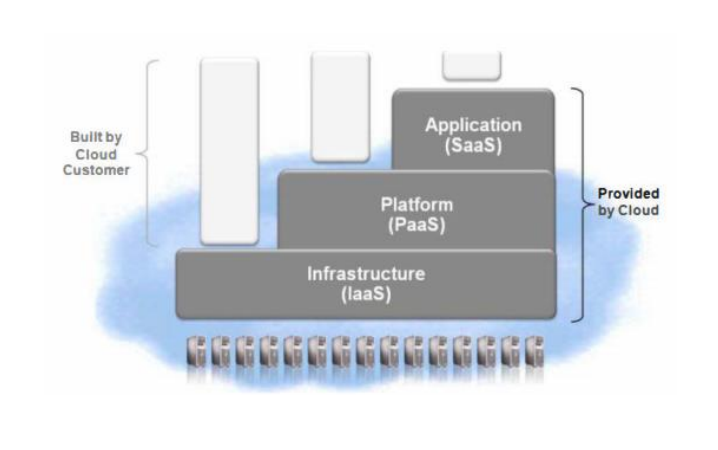 Built by
Cloud
Customer
Application
(SaaS)
Platform
(PaaS)
Infrastructure
(IaaS)
Provided
by Cloud